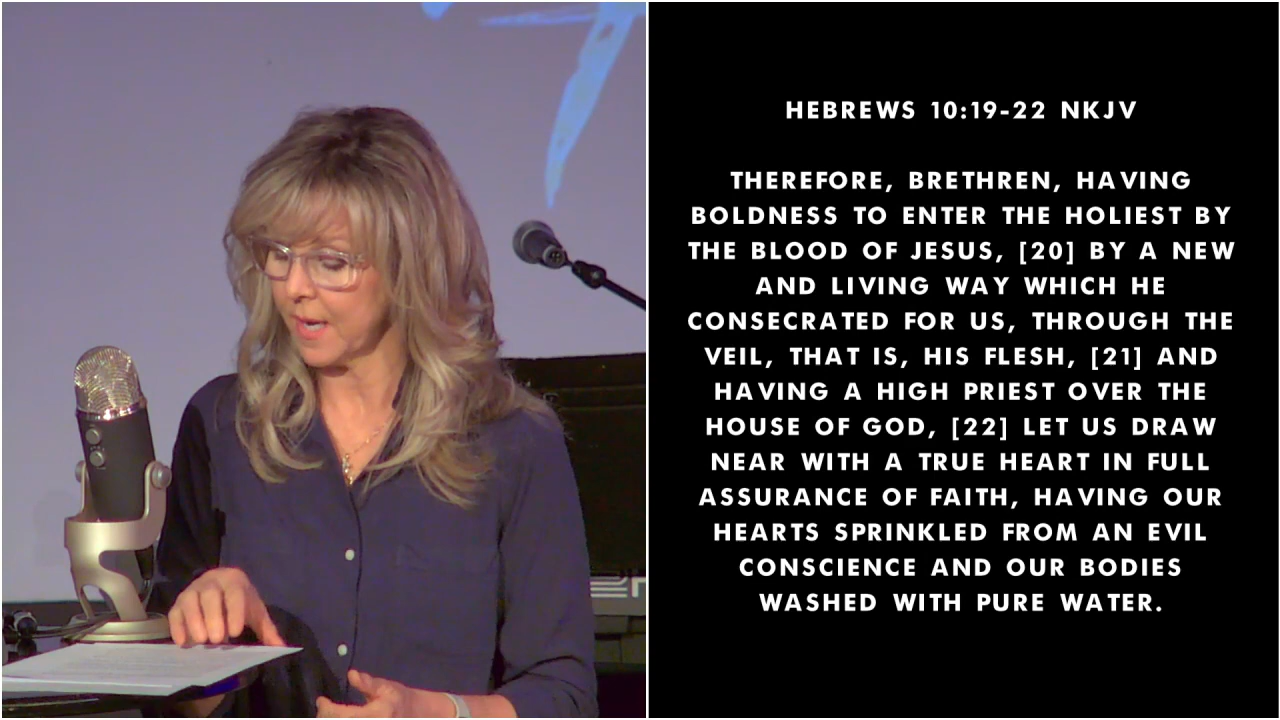 HEBREWS 10:19-22 NKJV
THEREFORE, BRETHREN, HAVING
BOLDNESS TO ENTER THE HOLIEST BY
THE BLOOD OF JESUS, [20] BY A NEW
AND LIVING WAY WHICH HE
CONSECRATED FOR US, THROUGH THE
VEIL, THAT IS, HIS FLESH, [21] AND
HAVING A HIGH PRIEST OVER THE
HOUSE OF GOD, [22] LET US DRAW
NEAR WITH A TRUE HEART IN FULL
ASSURANCE OF FAITH, HAVING OUR
HEARTS SPRINKLED FROM AN EVIL
CONSCIENCE AND OUR BODIES
WASHED WITH PURE WATER.